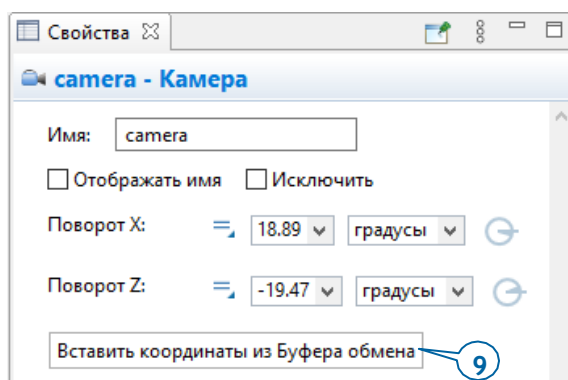 Свойства
camera - Камера
Имя: camera
Отображать имя Исключить
Поворот X: 18.89 градусы
Поворот Z: -19.47 градусы
Вставить координаты из Буфера обмена 9